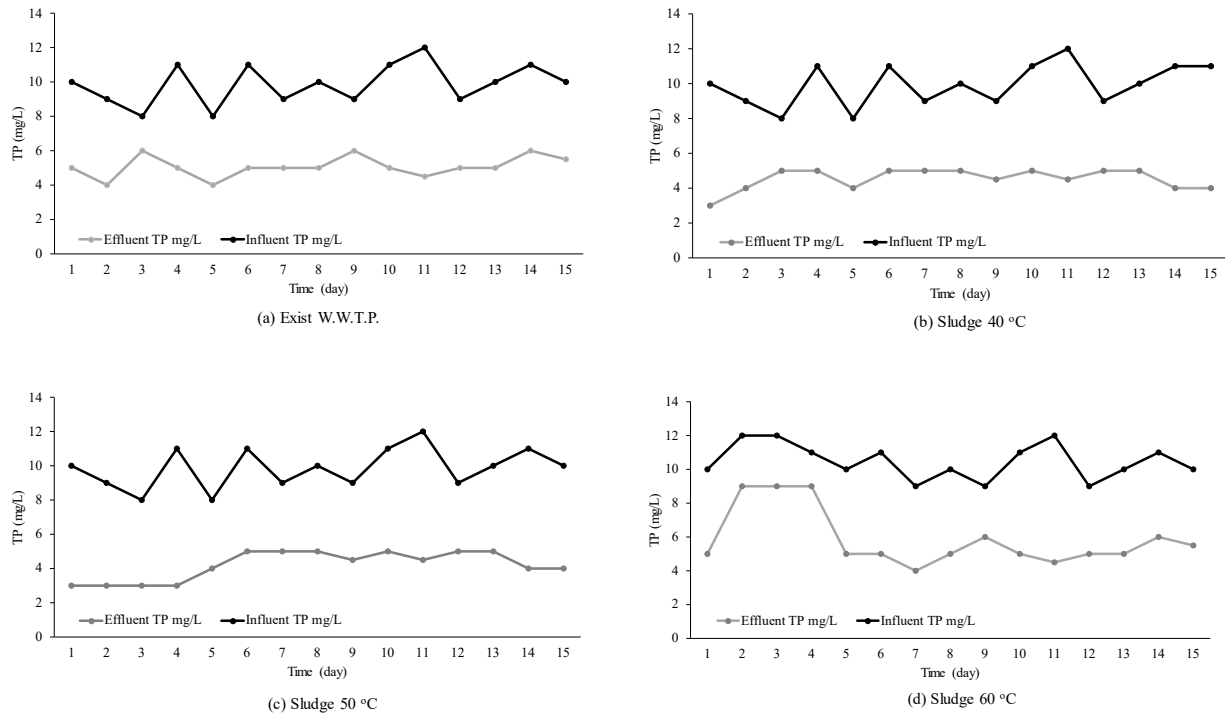 14
12
10
8
6
4
2
0
TP (mg/L)
Effluent TP mg/L Influent TP mg/L
1 2 3 4 5 6 7 8 9 10 11 12 13 14 15
Time (day)
(a) Exist W.W.T.P.
14
12
10
8
6
4
2
0
TP (mg/L)
Effluent TP mg/L Influent TP mg/L
1 2 3 4 5 6 7 8 9 10 11 12 13 14 15
Time (day)
(b) Sludge 40 °C
14
12
10
8
6
4
2
0
TP (mg/L)
Effluent TP mg/L Influent TP mg/L
1 2 3 4 5 6 7 8 9 10 11 12 13 14 15
Time (day)
(c) Sludge 50 °C
14
12
10
8
6
4
2
0
TP (mg/L)
Effluent TP mg/L Influent TP mg/L
1 2 3 4 5 6 7 8 9 10 11 12 13 14 15
Time (day)
(d) Sludge 60 °C